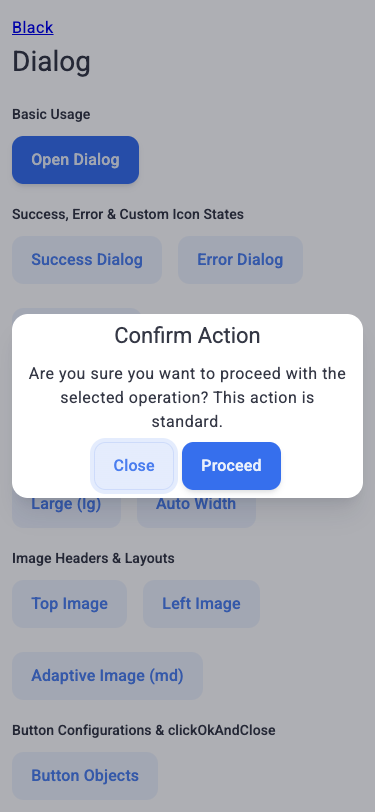 Black
Dialog
Basic Usage
Open Dialog
Success, Error & Custom Icon States
Success Dialog Error Dialog
Confirm Action
Are you sure you want to proceed with the
selected operation? This action is
standard.
Close Proceed
Large (lg) Auto Width
Image Headers & Layouts
Top Image Left Image
Adaptive Image (md)
Button Configurations & clickOkAndClose
Button Objects